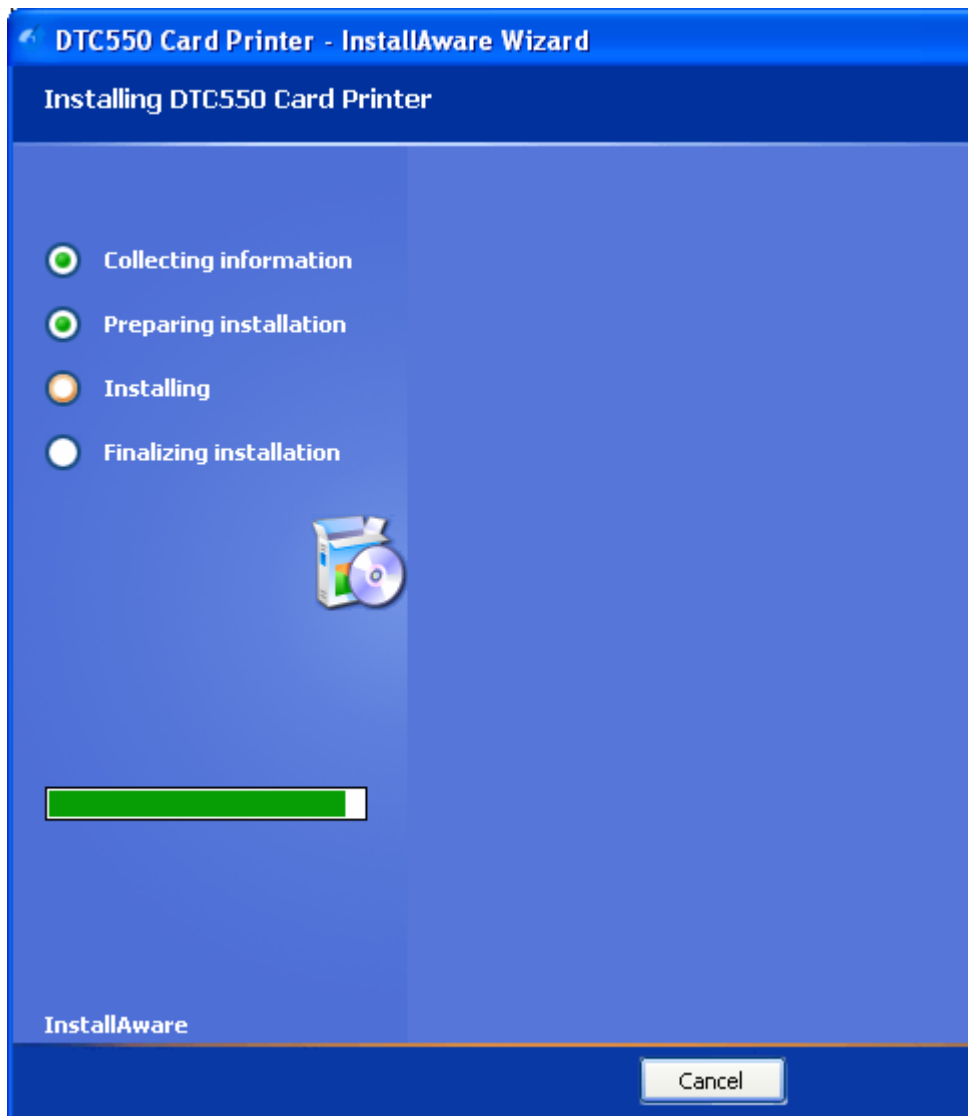 DTC550 Card Printer - InstallAware Wizard
Installing DTC550 Card Printer
Collecting information
Preparing installation
Installing
Finalizing installation
InstallAware
Cancel